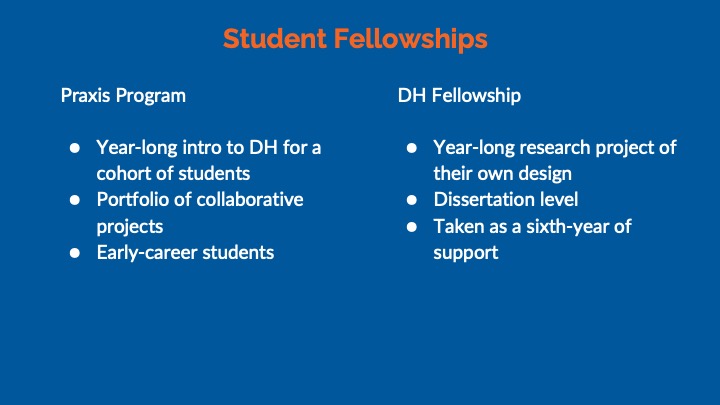 Student Fellowships
Praxis Program
● Year-long intro to DH for a
cohort of students
● Portfolio of collaborative
projects
● Early-career students
DH Fellowship
● Year-long research project of
their own design
● Dissertation level
● Taken as a sixth-year of
support